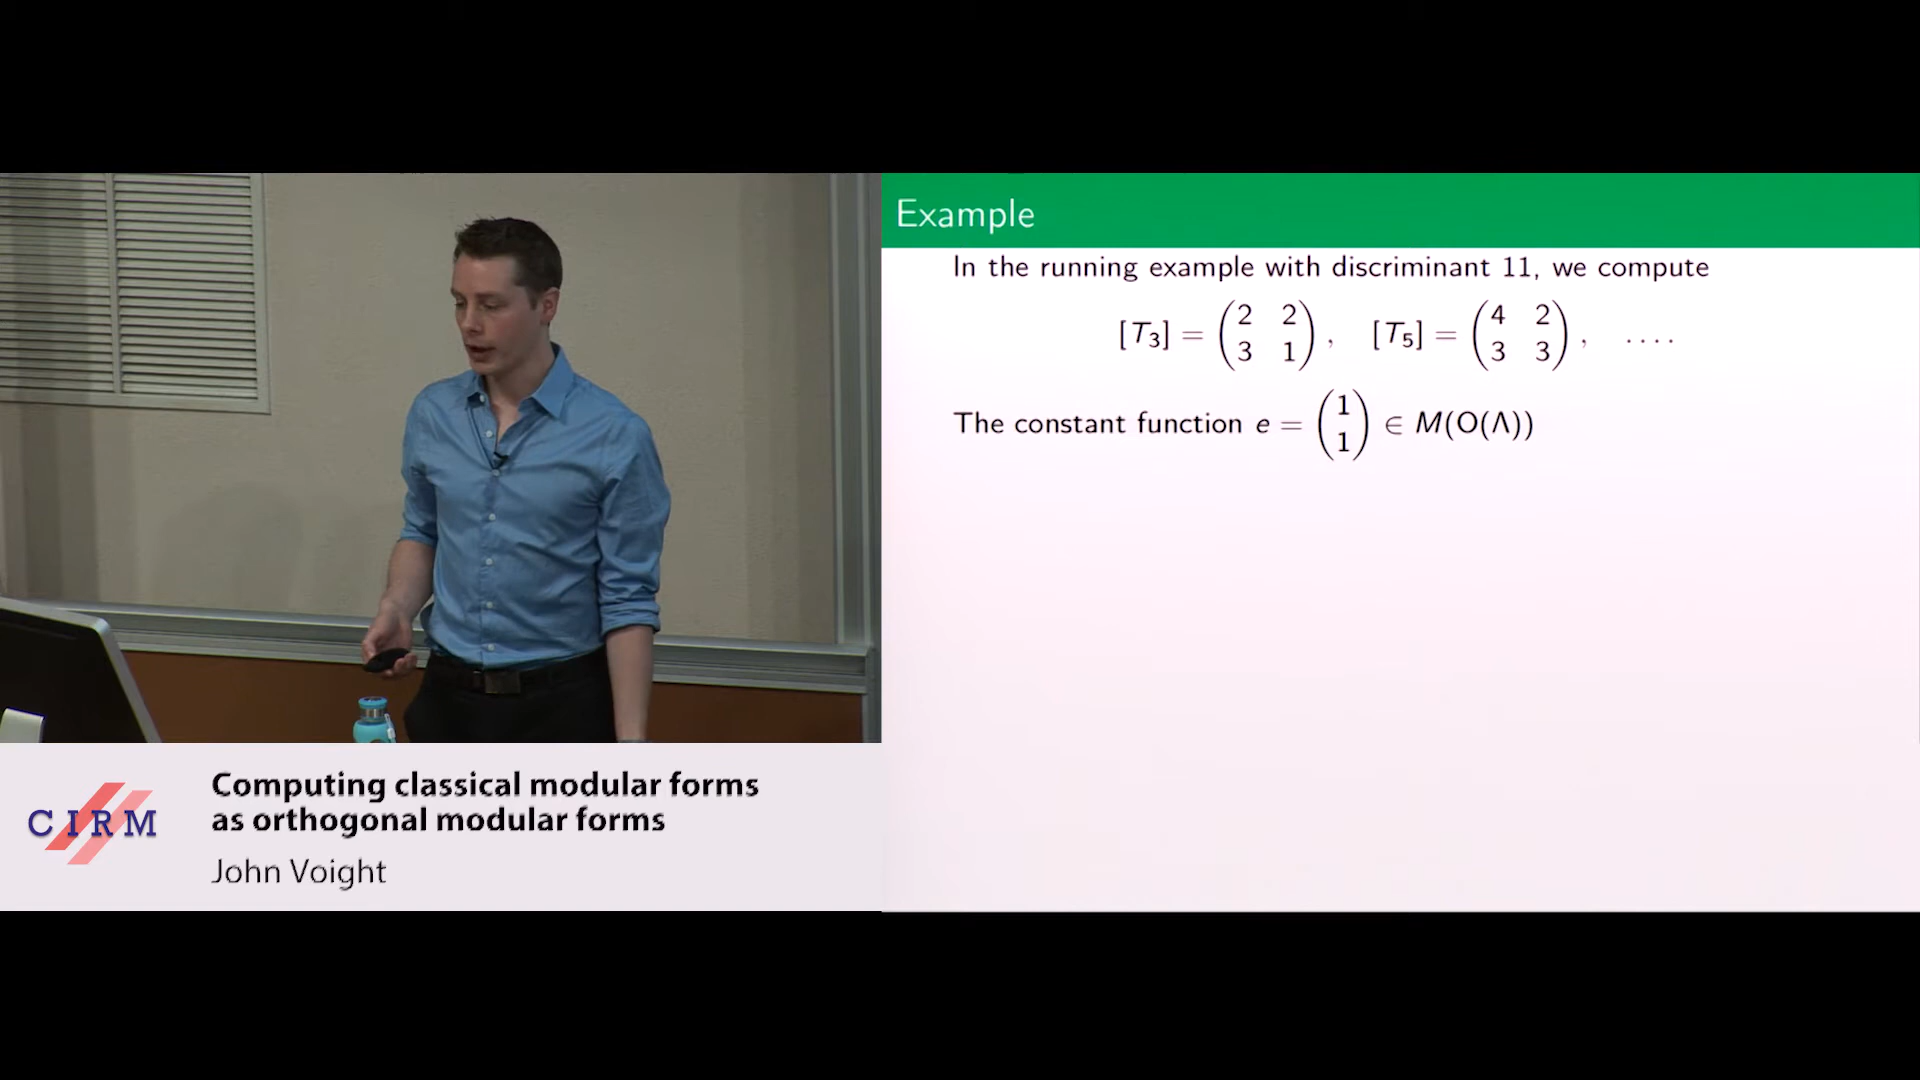 Example
In the running example with discriminant 11, we compute
[T₃] = (2 2; 3 1), [T₅] = (4 2; 3 3), ....
The constant function e = (1; 1) ∈ M(O(Λ))
CIRM
Computing classical modular forms
as orthogonal modular forms
John Voight